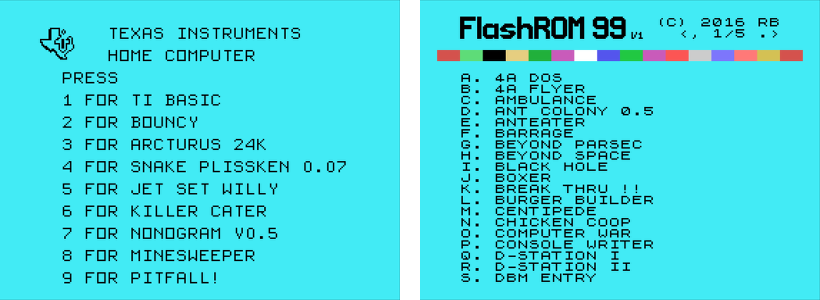 TEXAS INSTRUMENTS
HOME COMPUTER
PRESS
1 FOR TI BASIC
2 FOR BOUNCY
3 FOR ARCTURUS 24K
4 FOR SNAKE PLISSKEN 0.07
5 FOR JET SET WILLY
6 FOR KILLER CATER
7 FOR NONOGRAM V0.5
8 FOR MINESWEEPER
9 FOR PITFALL!
FlashROM 99 V1
(C) 2016 RB
<, 1/5 .>
A. 4A DOS
B. 4A FLYER
C. AMBULANCE
D. ANT COLONY 0.5
E. ANTEATER
F. BARRAGE
G. BEYOND PARSEC
H. BEYOND SPACE
I. BLACK HOLE
J. BOXER
K. BREAK THRU !!
L. BURGER BUILDER
M. CENTIPEDE
N. CHICKEN COOP
O. COMPUTER WAR
P. CONSOLE WRITER
Q. D-STATION I
R. D-STATION II
S. DBM ENTRY